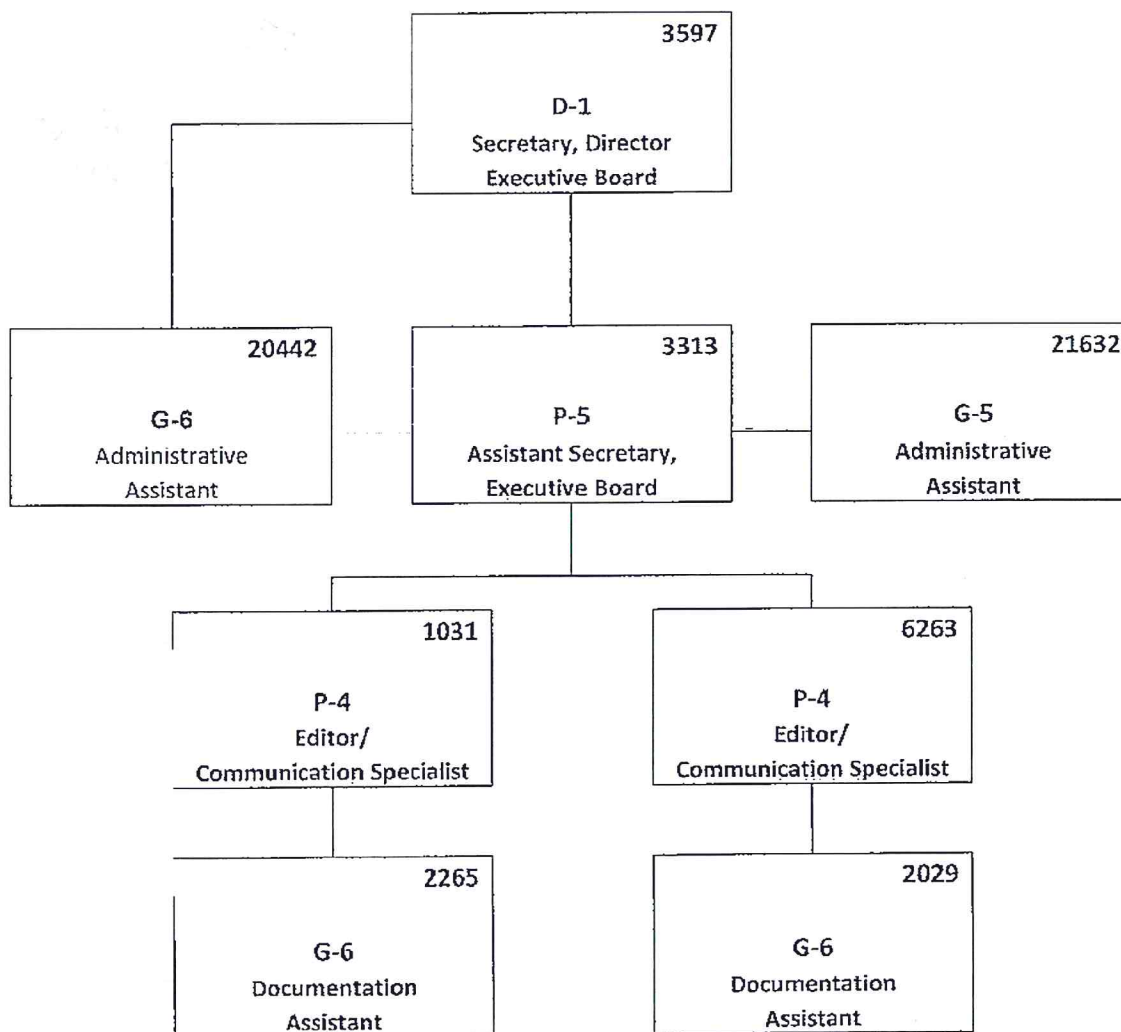 3597
D-1
Secretary, Director
Executive Board
20442
G-6
Administrative
Assistant
3313
P-5
Assistant Secretary,
Executive Board
21632
G-5
Administrative
Assistant
1031
P-4
Editor/
Communication Specialist
6263
P-4
Editor/
Communication Specialist
2265
G-6
Documentation
Assistant
2029
G-6
Documentation
Assistant